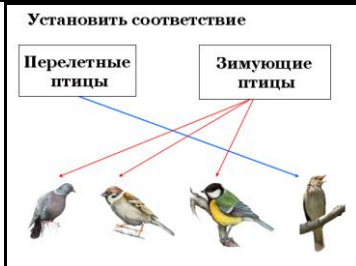 Установить соответствие
Перелетные
птицы
Зимующие
птицы